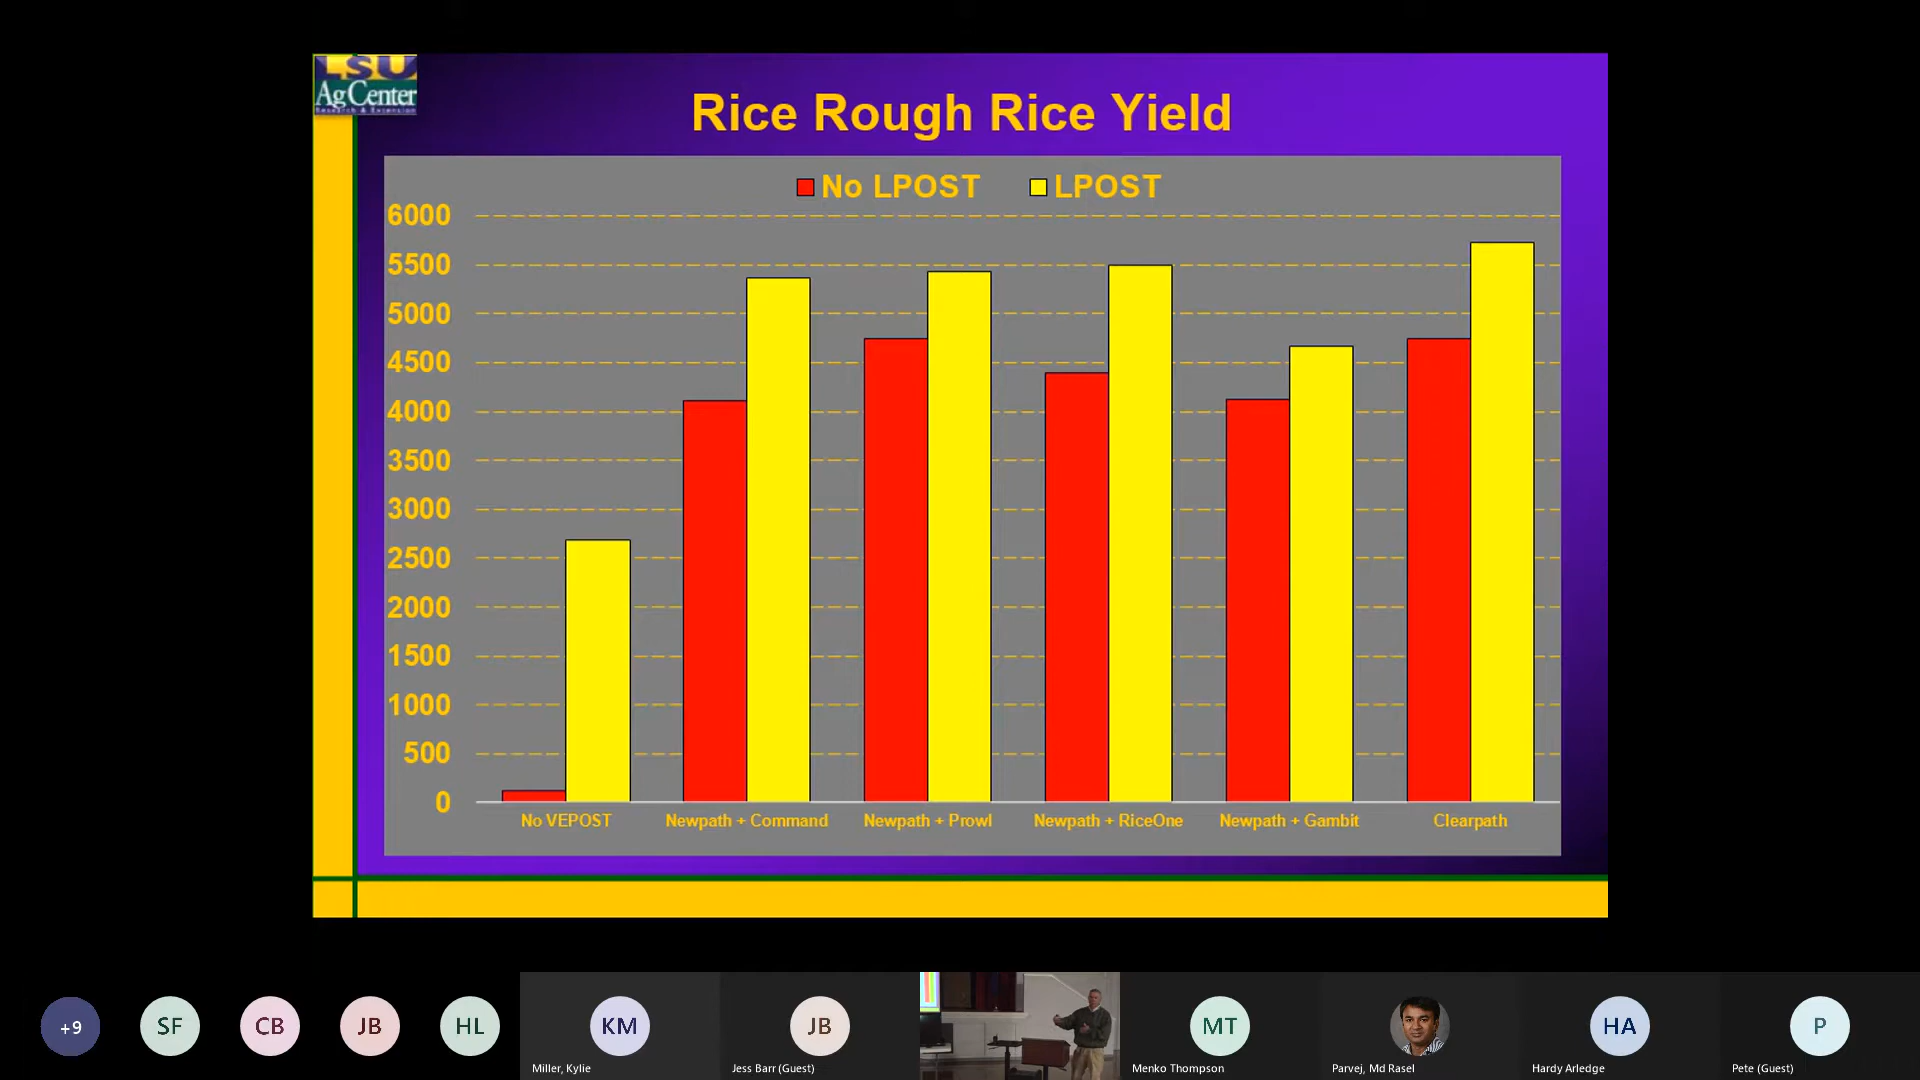 LSU
AgCenter
Research & Extension
Rice Rough Rice Yield
No LPOST LPOST
6000
5500
5000
4500
4000
3500
3000
2500
2000
1500
1000
500
0
No VEPOST Newpath + Command Newpath + Prowl Newpath + RiceOne Newpath + Gambit Clearpath
+9 SF CB JB HL KM JB MT HA P
Miller, Kylie Jess Barr (Guest) Menko Thompson Parvej, Md Rasel Hardy Arledge Pete (Guest)